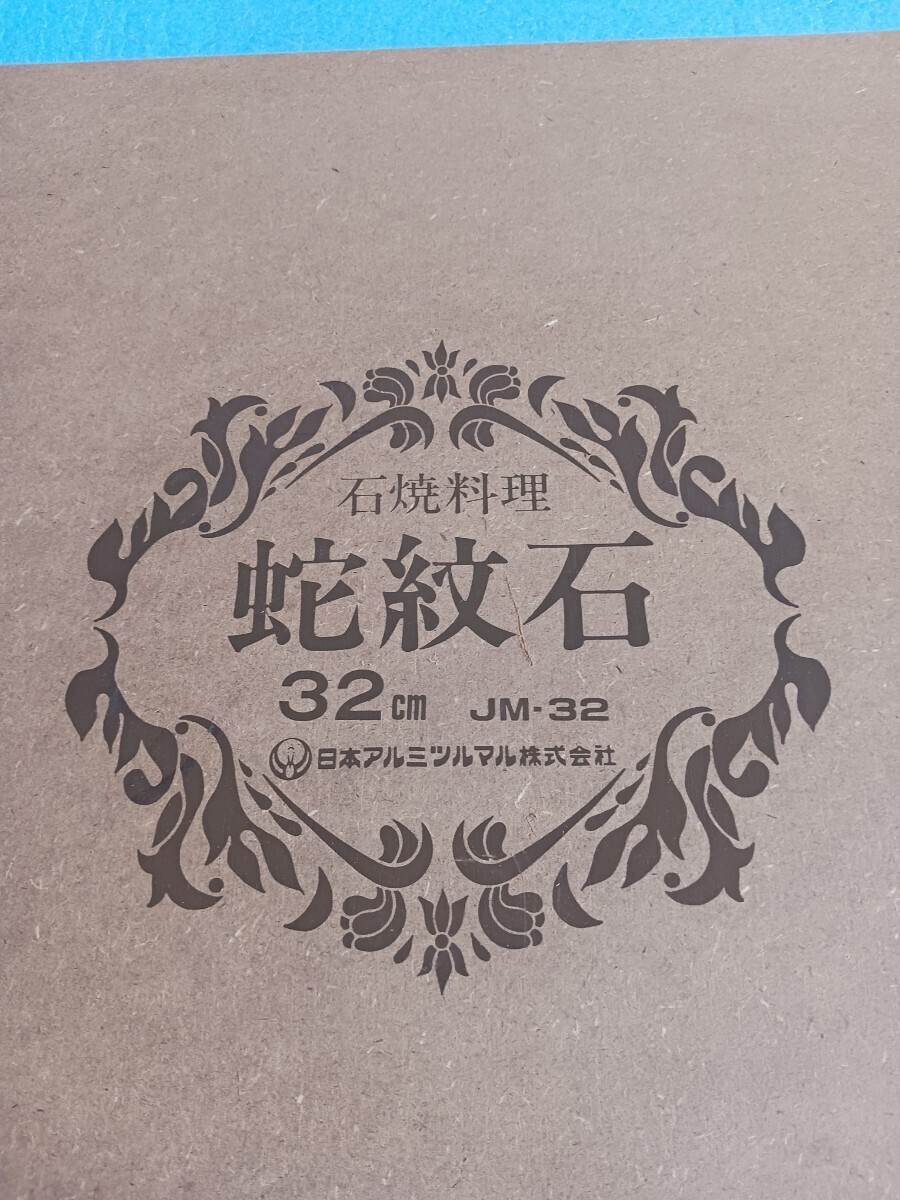 石焼料理
蛇紋石
32cm JM-32
日本アルミツルマル株式会社